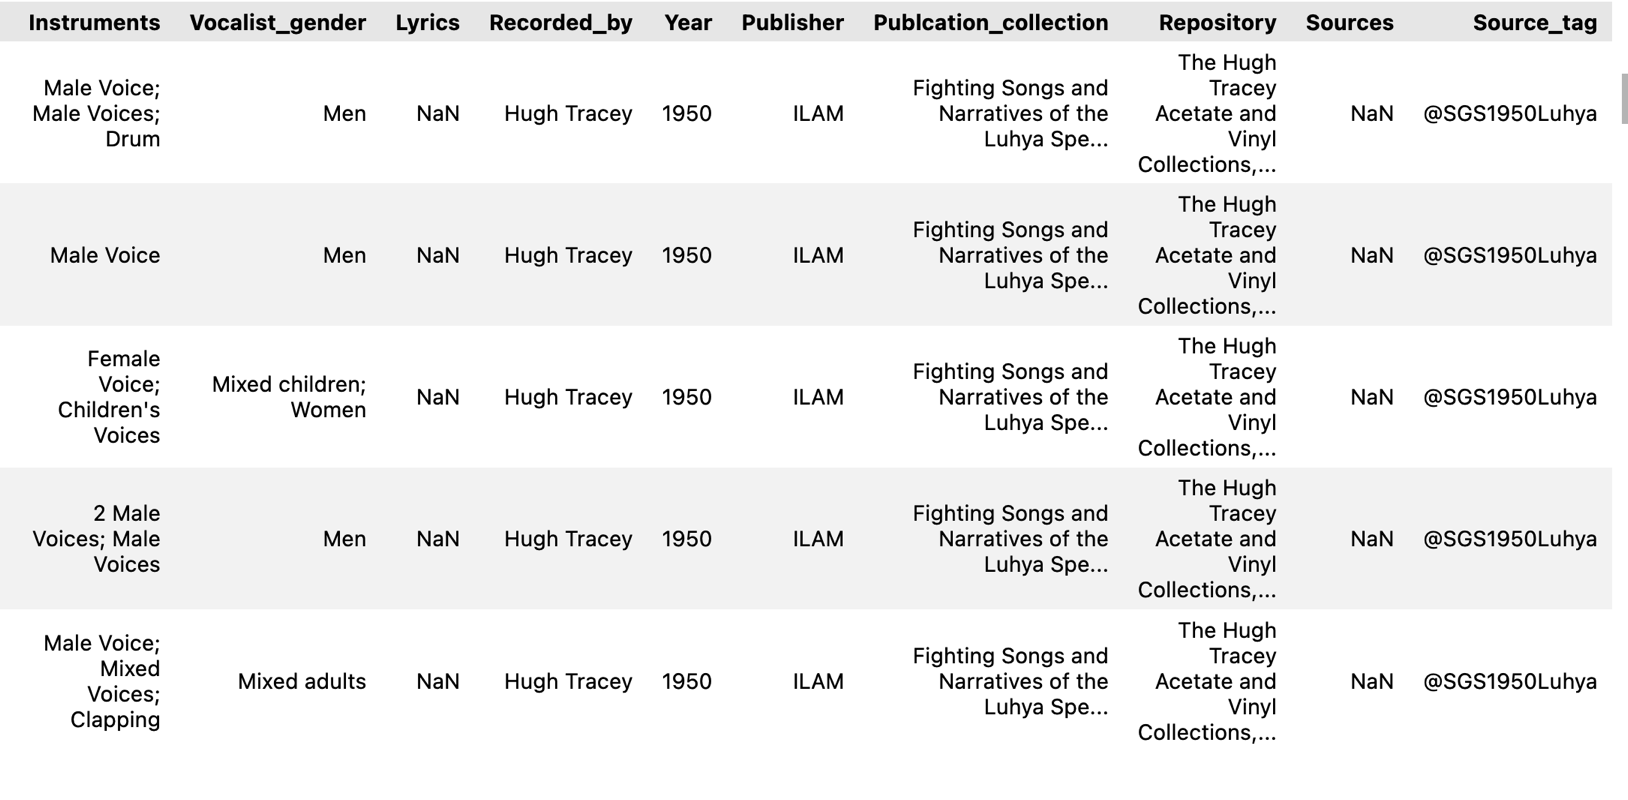 Instruments Vocalist_gender Lyrics Recorded_by Year Publisher Publcation_collection Repository Sources Source_tag
Male Voice; Male Voices; Drum Men NaN Hugh Tracey 1950 ILAM Fighting Songs and Narratives of the Luhya Spe... The Hugh Tracey Acetate and Vinyl Collections,... NaN @SGS1950Luhya
Male Voice Men NaN Hugh Tracey 1950 ILAM Fighting Songs and Narratives of the Luhya Spe... The Hugh Tracey Acetate and Vinyl Collections,... NaN @SGS1950Luhya
Female Voice; Children's Voices Mixed children; Women NaN Hugh Tracey 1950 ILAM Fighting Songs and Narratives of the Luhya Spe... The Hugh Tracey Acetate and Vinyl Collections,... NaN @SGS1950Luhya
2 Male Voices; Male Voices Men NaN Hugh Tracey 1950 ILAM Fighting Songs and Narratives of the Luhya Spe... The Hugh Tracey Acetate and Vinyl Collections,... NaN @SGS1950Luhya
Male Voice; Mixed Voices; Clapping Mixed adults NaN Hugh Tracey 1950 ILAM Fighting Songs and Narratives of the Luhya Spe... The Hugh Tracey Acetate and Vinyl Collections,... NaN @SGS1950Luhya